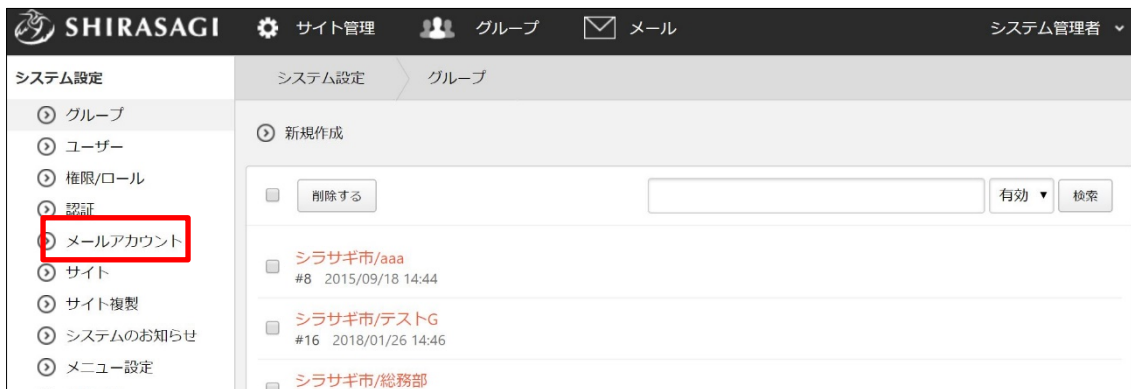 SHIRASAGI サイト管理 グループ メール システム管理者
システム設定
システム設定 グループ
グループ
ユーザー
権限/ロール
認証
メールアカウント
サイト
サイト複製
システムのお知らせ
メニュー設定
新規作成
削除する 有効 検索
シラサギ市/aaa
#8 2015/09/18 14:44
シラサギ市/テストG
#16 2018/01/26 14:46
シラサギ市/総務部